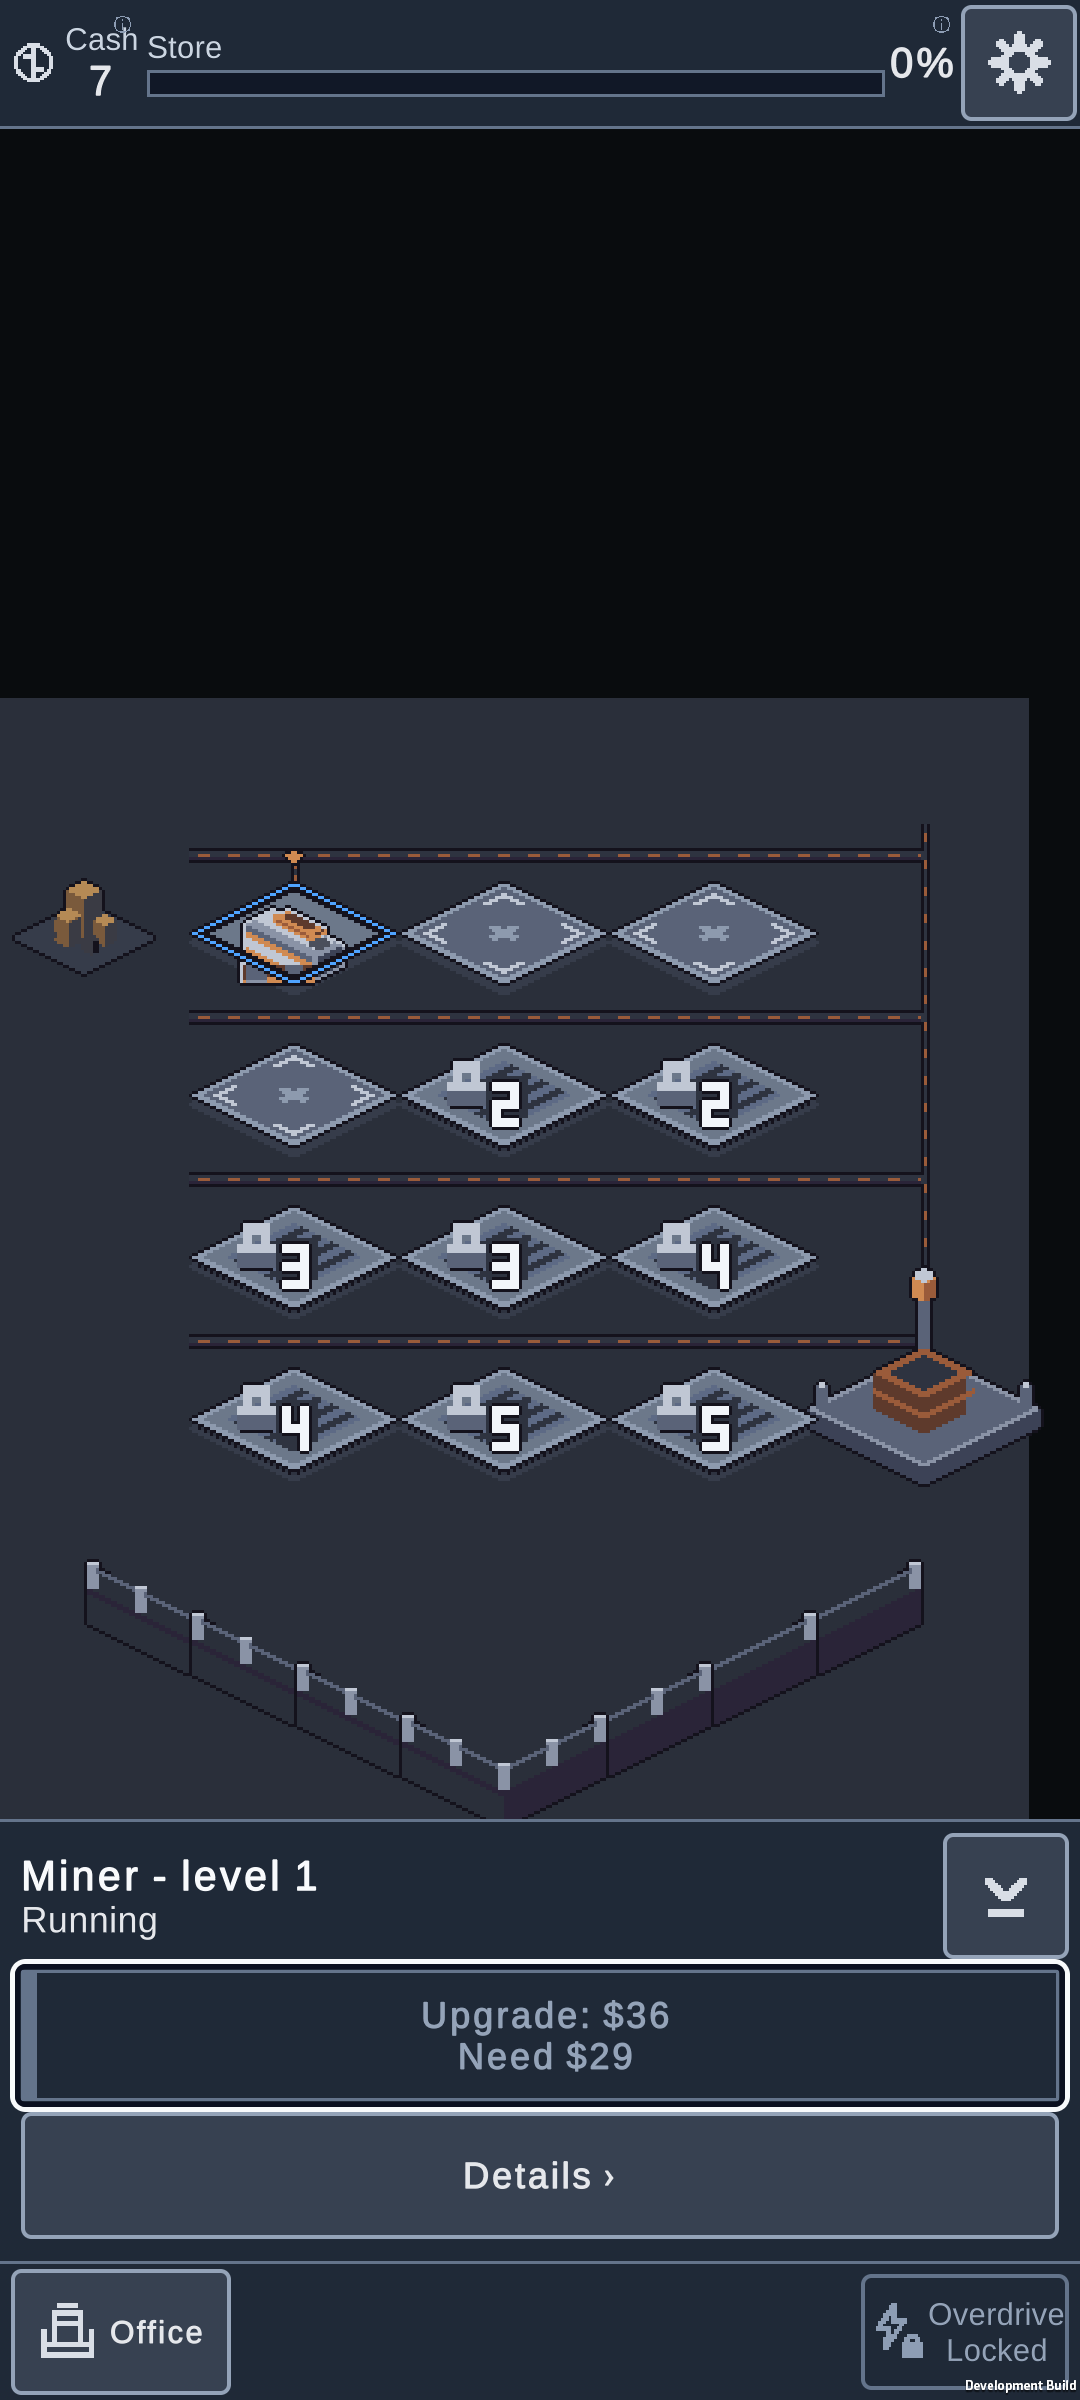 Cash
7
Store
0%
2
2
3
3
4
4
5
5
Miner - level 1
Running
Upgrade: $36
Need $29
Details ›
Office
Overdrive
Locked
Development Build